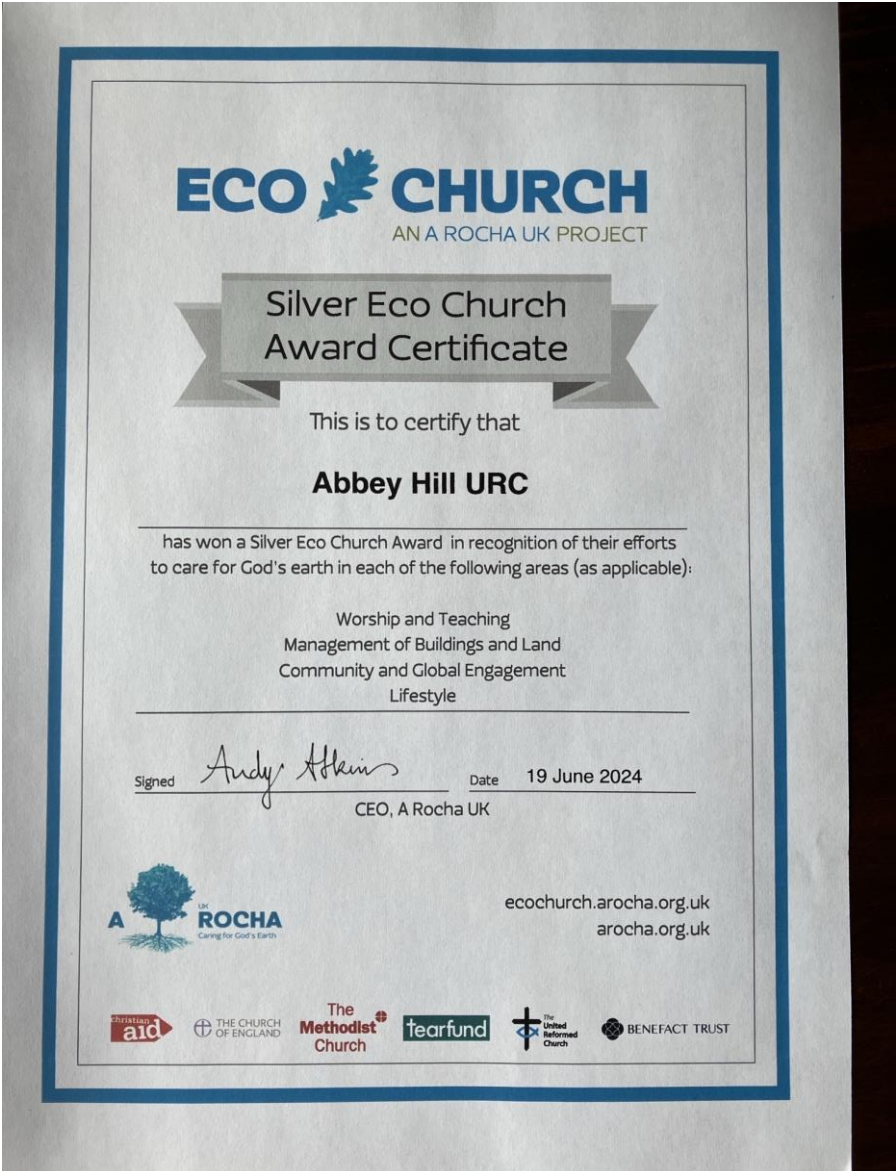 ECO CHURCH
AN A ROCHA UK PROJECT
Silver Eco Church
Award Certificate
This is to certify that
Abbey Hill URC
has won a Silver Eco Church Award in recognition of their efforts
to care for God's earth in each of the following areas (as applicable):
Worship and Teaching
Management of Buildings and Land
Community and Global Engagement
Lifestyle
Signed Andy Atkins Date 19 June 2024
CEO, A Rocha UK
A ROCHA UK
Caring for God's Earth
ecochurch.arocha.org.uk
arocha.org.uk
christian aid
THE CHURCH OF ENGLAND
The Methodist Church
tearfund
The United Reformed Church
BENEFACT TRUST